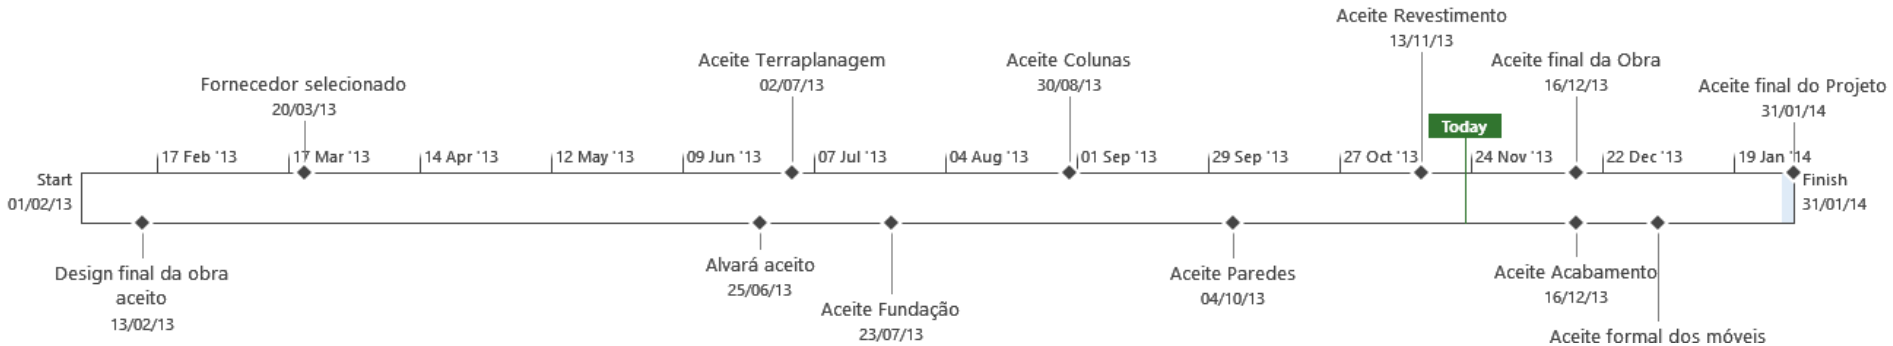 Aceite Revestimento
13/11/13
Aceite Terraplanagem
02/07/13
Aceite Colunas
30/08/13
Aceite final da Obra
16/12/13
Fornecedor selecionado
20/03/13
Aceite final do Projeto
31/01/14
Today
17 Feb '13
17 Mar '13
14 Apr '13
12 May '13
09 Jun '13
07 Jul '13
04 Aug '13
01 Sep '13
29 Sep '13
27 Oct '13
24 Nov '13
22 Dec '13
19 Jan '14
Start
01/02/13
Finish
31/01/14
Design final da obra
aceito
13/02/13
Alvará aceito
25/06/13
Aceite Fundação
23/07/13
Aceite Paredes
04/10/13
Aceite Acabamento
16/12/13
Aceite formal dos móveis